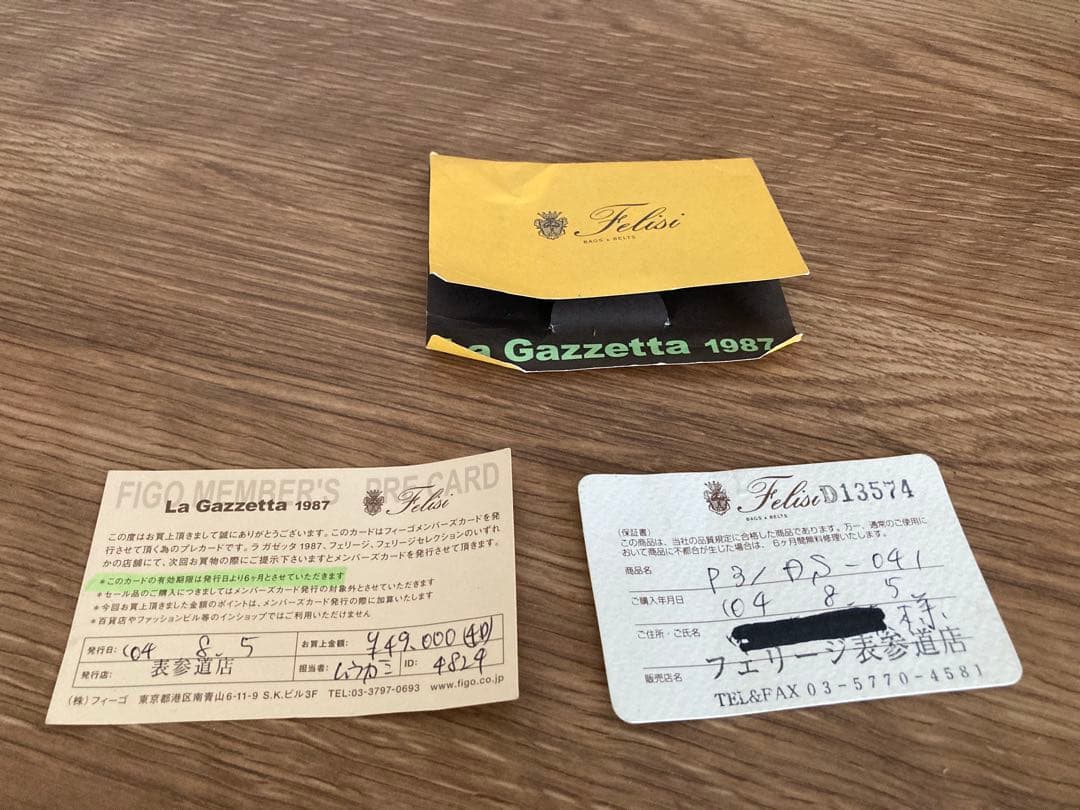 Felisi
BAGS & BELTS
La Gazzetta 1987
FIGO MEMBER'S PRE CARD
La Gazzetta 1987 Felisi
この度はお買上頂きまして誠にありがとうございます。このカードはフィーゴメンバーズカードを発
行させて頂く為のプレカードです。ラ ガゼッタ 1987、フェリージ、フェリージセレクションのいずれ
かの店舗にて、次回お買物の際にご提示下さいますとメンバーズカードを発行させて頂きます。
*このカードの有効期限は発行日より6ヶ月とさせていただきます
*セール品のご購入につきましてはメンバーズカード発行の対象外とさせていただきます
*今回お買上頂きました金額のポイントは、メンバーズカード発行の際に加算いたします
*百貨店やファッションビル等のインショップではご利用いただけません
発行日: '04 8. 5 お買上金額: ¥49,000
発行店: 表参道店 担当者: ID: 4824
(株)フィーゴ 東京都港区南青山6-11-9 S.K.ビル3F TEL:03-3797-0693 www.figo.co.jp
Felisi D13574
BAGS & BELTS
(保証書)
この商品は、当社の品質規定に合格した商品であります。万一、通常のご使用に
おいて商品に不都合が生じた場合は、6ヶ月間無料修理いたします。
商品名 P31/DS-041
ご購入年月日 '04 8. 5
ご住所・ご氏名 様
販売店名 フェリージ表参道店
TEL&FAX 03-5770-4581